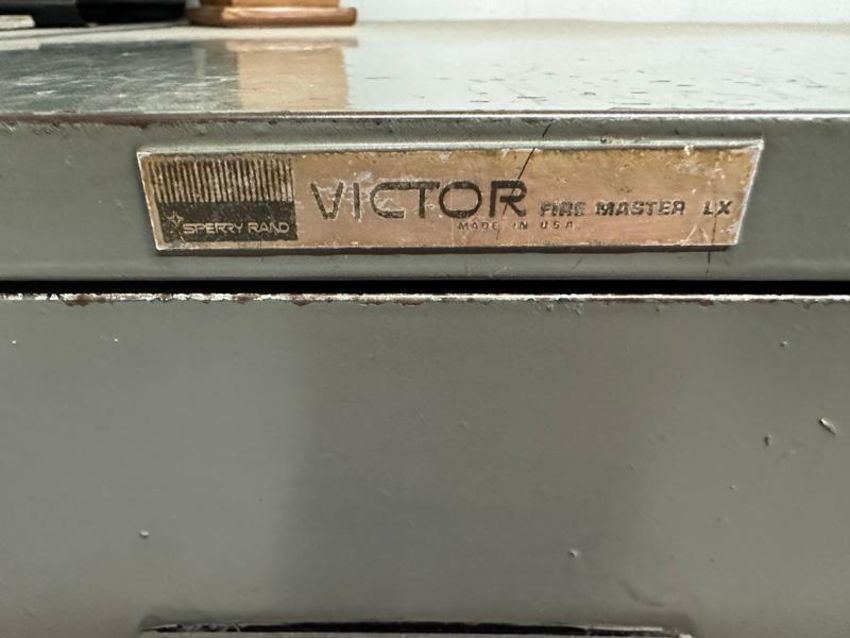 SPERRY RAND
VICTOR FIRE MASTER LX
MADE IN U.S.A.